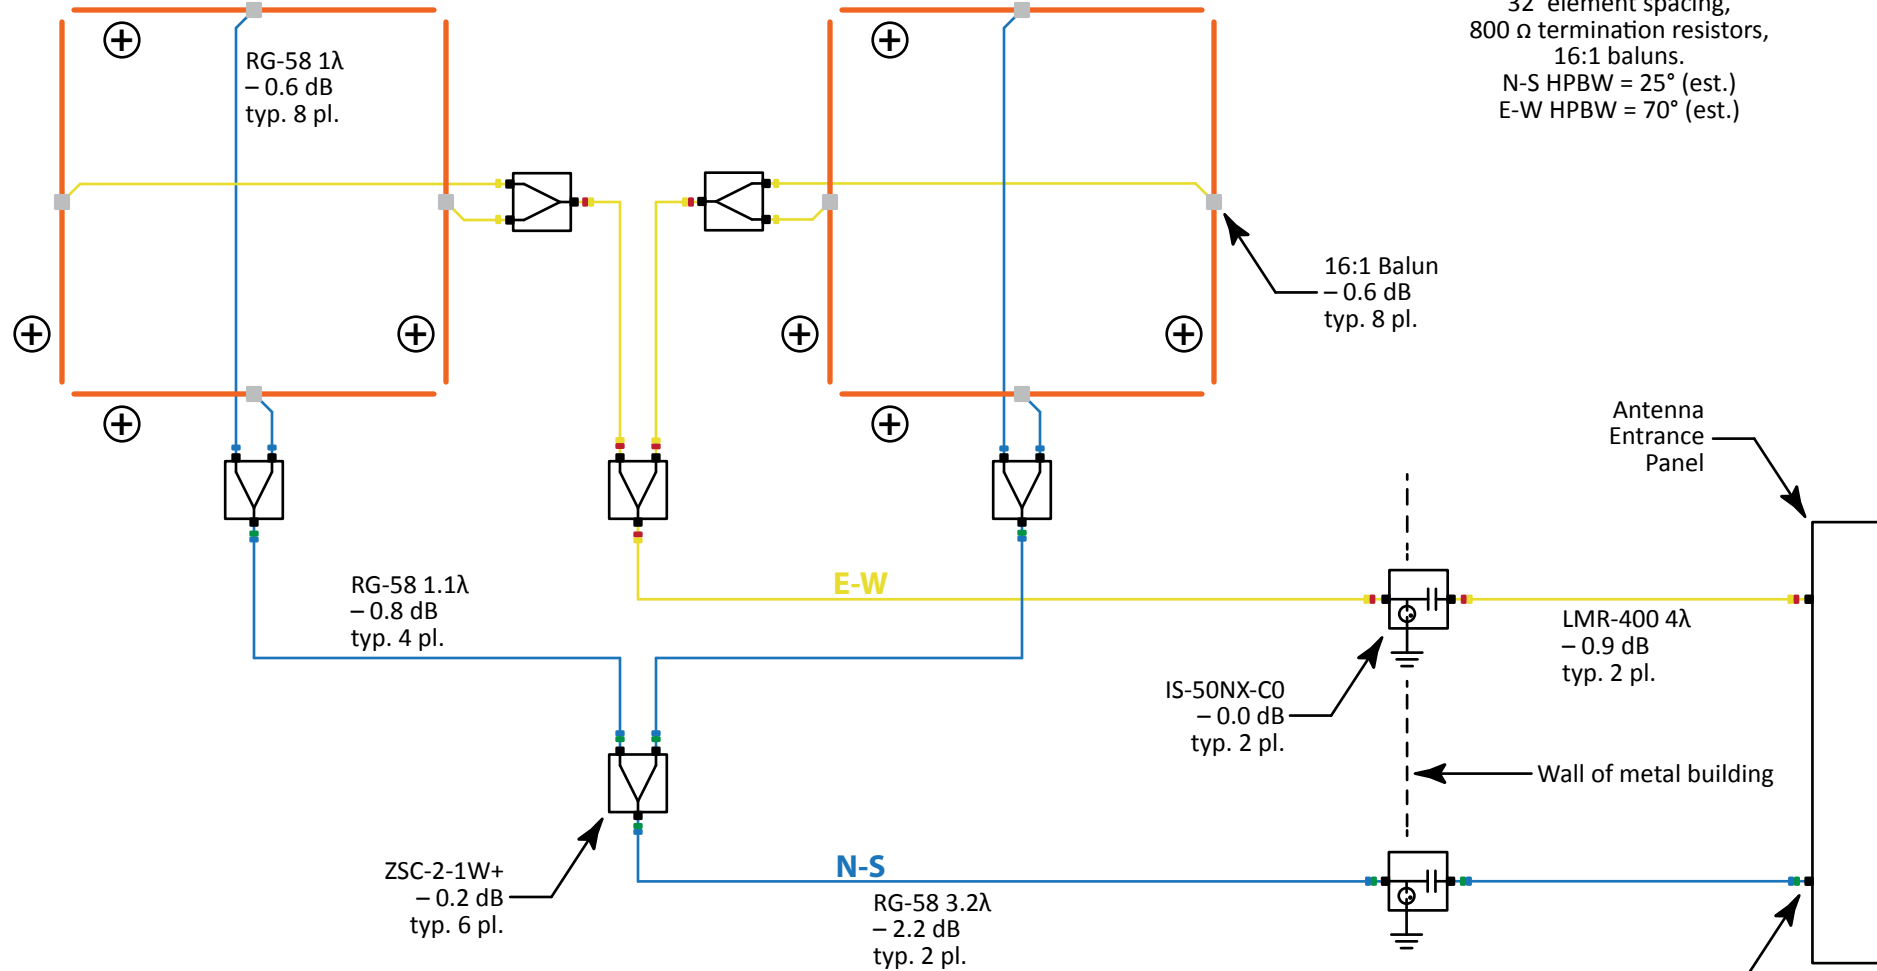 32' element spacing,
800 Ω termination resistors,
16:1 baluns.
N-S HPBW = 25° (est.)
E-W HPBW = 70° (est.)
RG-58 1λ
– 0.6 dB
typ. 8 pl.
16:1 Balun
– 0.6 dB
typ. 8 pl.
Antenna
Entrance
Panel
RG-58 1.1λ
– 0.8 dB
typ. 4 pl.
E-W
LMR-400 4λ
– 0.9 dB
typ. 2 pl.
IS-50NX-C0
– 0.0 dB
typ. 2 pl.
Wall of metal building
ZSC-2-1W+
– 0.2 dB
typ. 6 pl.
N-S
RG-58 3.2λ
– 2.2 dB
typ. 2 pl.